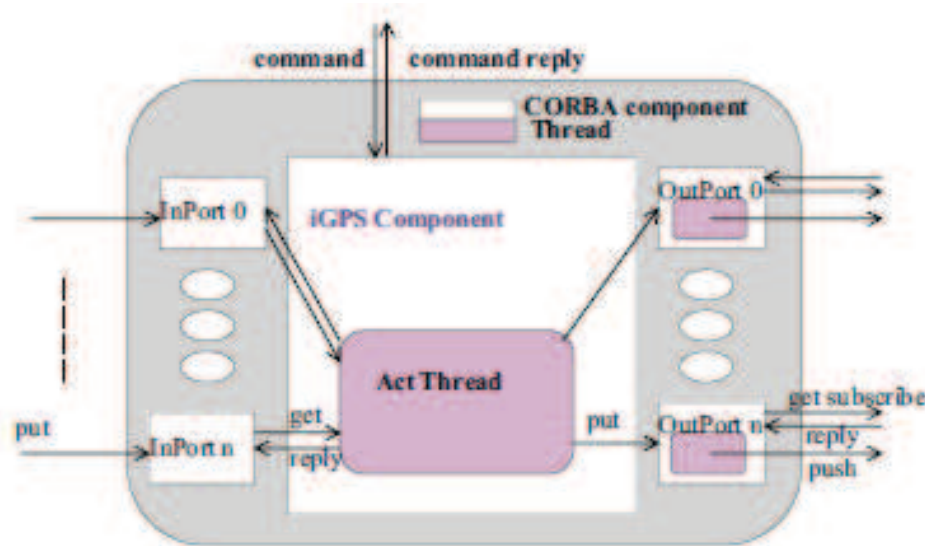 command
command reply
CORBA component
Thread
InPort 0
iGPS Component
OutPort 0
Act Thread
put
InPort n
get
reply
put
OutPort n
get subscribe
reply
push